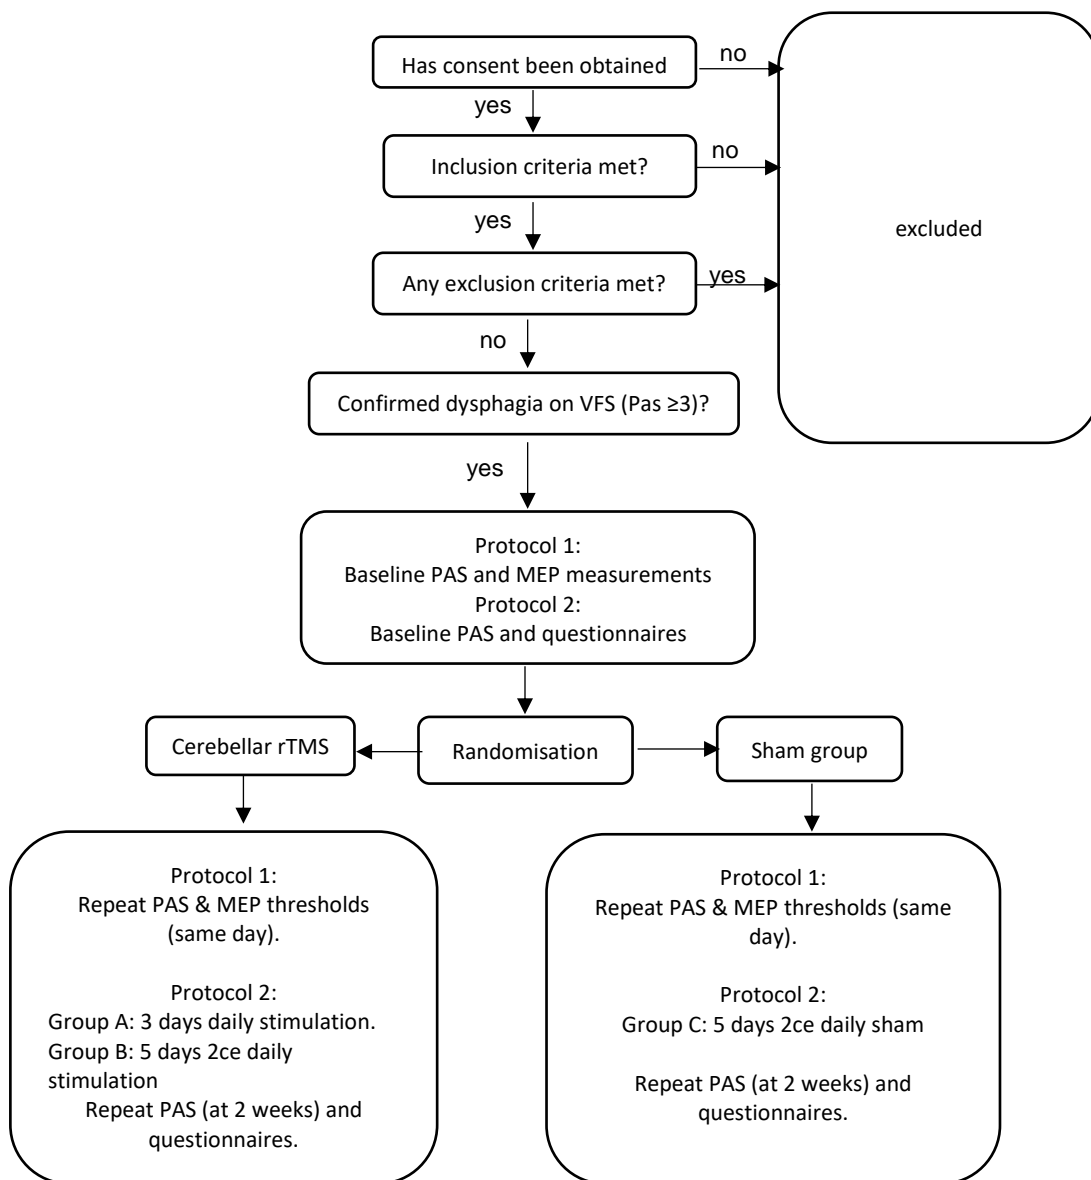 Has consent been obtained
no
yes
Inclusion criteria met?
no
yes
excluded
Any exclusion criteria met?
yes
no
Confirmed dysphagia on VFS (Pas ≥3)?
yes
Protocol 1:
Baseline PAS and MEP measurements
Protocol 2:
Baseline PAS and questionnaires
Cerebellar rTMS
Randomisation
Sham group
Protocol 1:
Repeat PAS & MEP thresholds
(same day).
Protocol 2:
Group A: 3 days daily stimulation.
Group B: 5 days 2ce daily
stimulation
Repeat PAS (at 2 weeks) and
questionnaires.
Protocol 1:
Repeat PAS & MEP thresholds (same
day).
Protocol 2:
Group C: 5 days 2ce daily sham
Repeat PAS (at 2 weeks) and
questionnaires.